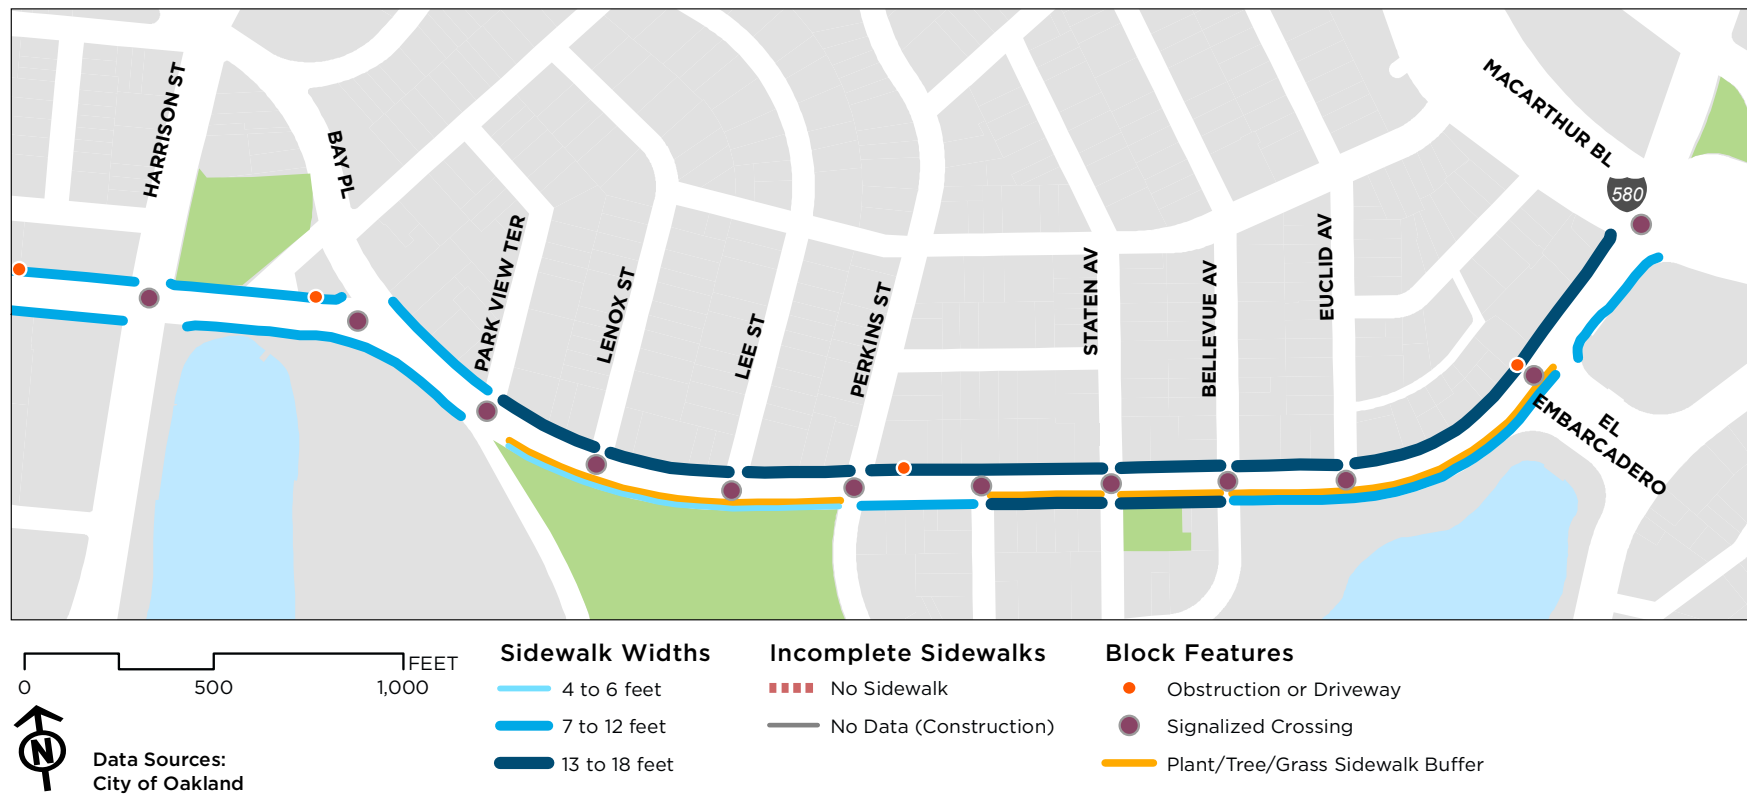 HARRISON ST
BAY PL
PARK VIEW TER
LENOX ST
LEE ST
PERKINS ST
STATEN AV
BELLEVUE AV
EUCLID AV
MACARTHUR BL
580
EL
EMBARCADERO
FEET
0 500 1,000
N
Data Sources:
City of Oakland
Sidewalk Widths
4 to 6 feet
7 to 12 feet
13 to 18 feet
Incomplete Sidewalks
No Sidewalk
No Data (Construction)
Block Features
Obstruction or Driveway
Signalized Crossing
Plant/Tree/Grass Sidewalk Buffer